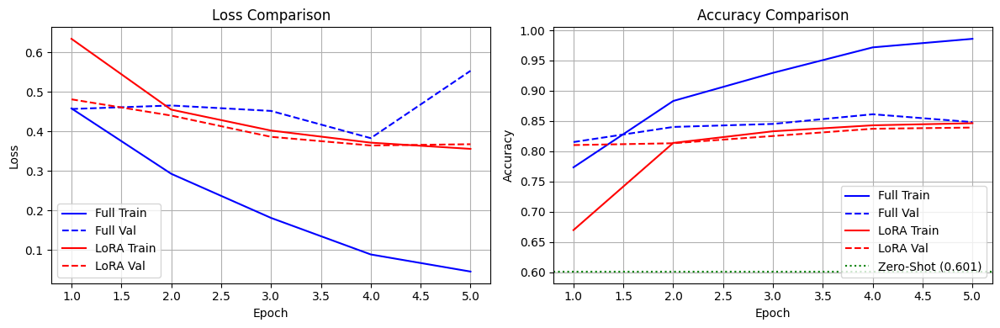 Loss Comparison
0.6
0.5
0.4
0.3
0.2
0.1
Loss
Full Train
Full Val
LoRA Train
LoRA Val
1.0 1.5 2.0 2.5 3.0 3.5 4.0 4.5 5.0
Epoch
Accuracy Comparison
1.00
0.95
0.90
0.85
0.80
0.75
0.70
0.65
0.60
Accuracy
Full Train
Full Val
LoRA Train
LoRA Val
Zero-Shot (0.601)
1.0 1.5 2.0 2.5 3.0 3.5 4.0 4.5 5.0
Epoch